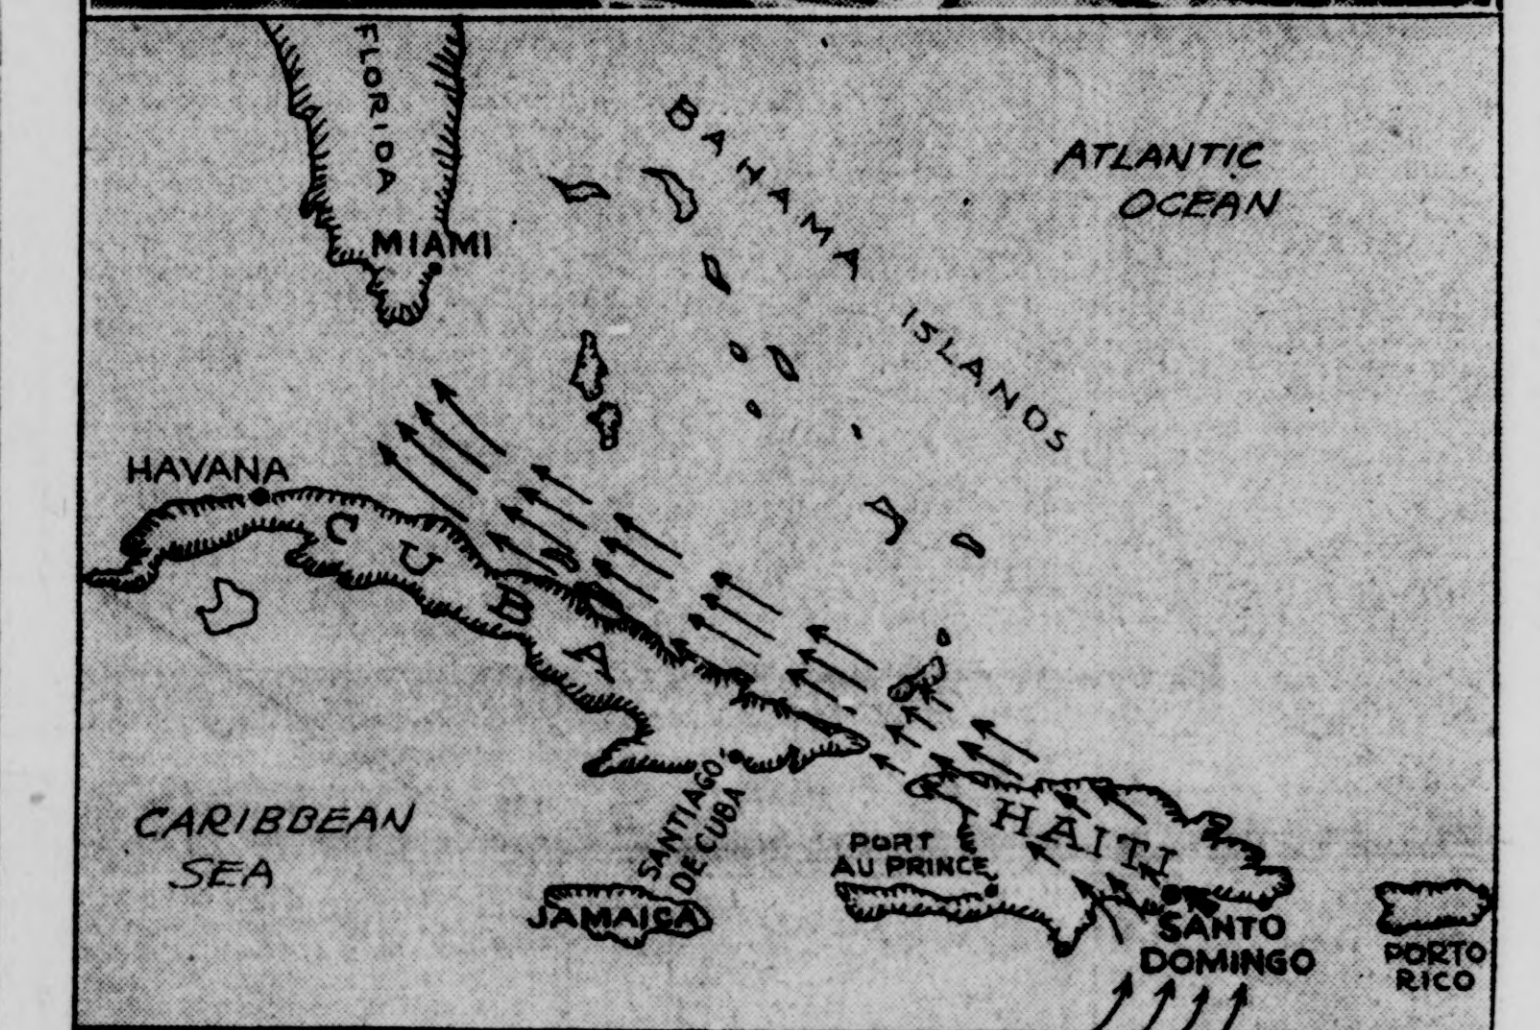 FLORIDA
BAHAMA ISLANDS
ATLANTIC
OCEAN
MIAMI
HAVANA
CUBA
SANTIAGO
DE CUBA
CARIBBEAN
SEA
JAMAICA
PORT
AU PRINCE
HAITI
SANTO
DOMINGO
PORTO
RICO